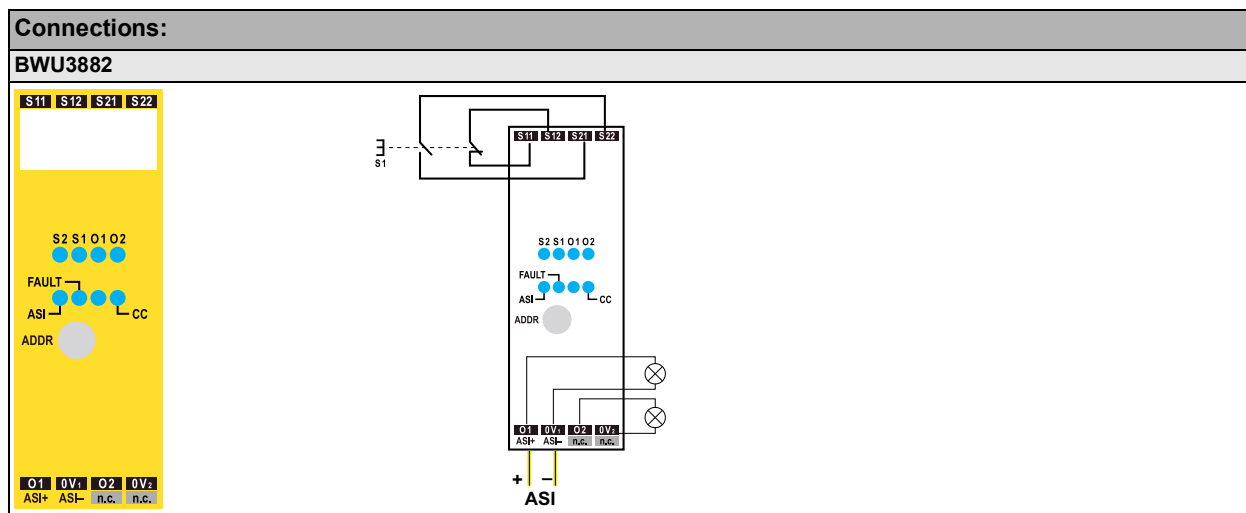 Connections:
BWU3882
S11 S12 S21 S22
S2 S1 O1 O2
FAULT
ASI
CC
ADDR
O1 0V1 O2 0V2
ASI+ ASI– n.c. n.c.
S1
S11 S12 S21 S22
S2 S1 O1 O2
FAULT
ASI
CC
ADDR
O1 0V1 O2 0V2
ASI+ ASI– n.c. n.c.
+ –
ASI